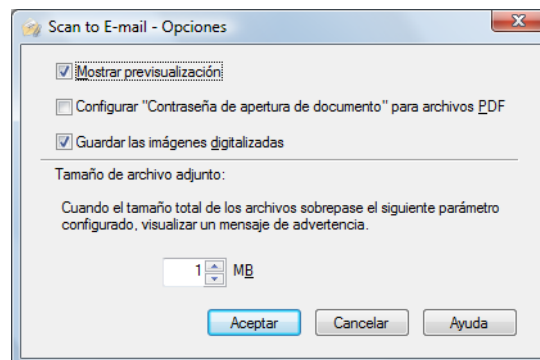 Scan to E-mail - Opciones
Mostrar previsualización
Configurar "Contraseña de apertura de documento" para archivos PDF
Guardar las imágenes digitalizadas
Tamaño de archivo adjunto:
Cuando el tamaño total de los archivos sobrepase el siguiente parámetro
configurado, visualizar un mensaje de advertencia.
1 MB
Aceptar Cancelar Ayuda